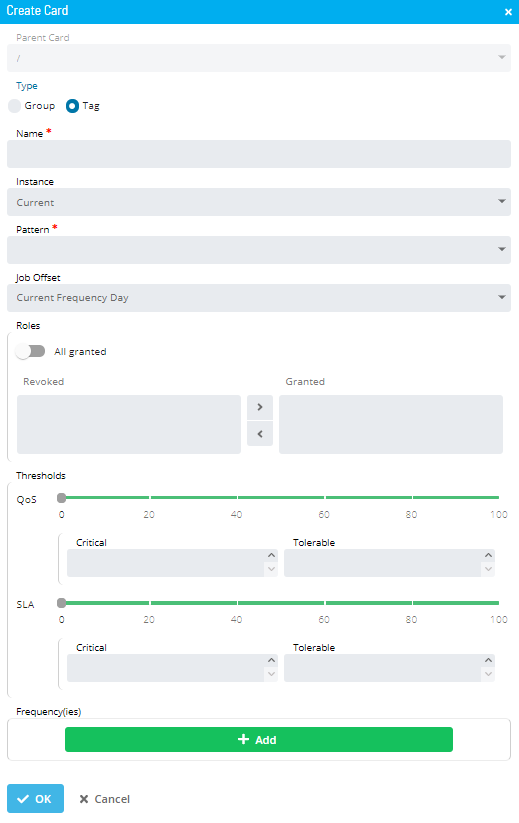 Create Card ×
Parent Card
/
Type
Group Tag
Name *
Instance
Current
Pattern *
Job Offset
Current Frequency Day
Roles
All granted
Revoked Granted
Thresholds
QoS
0 20 40 60 80 100
Critical Tolerable
SLA
0 20 40 60 80 100
Critical Tolerable
Frequency(ies)
+ Add
OK Cancel